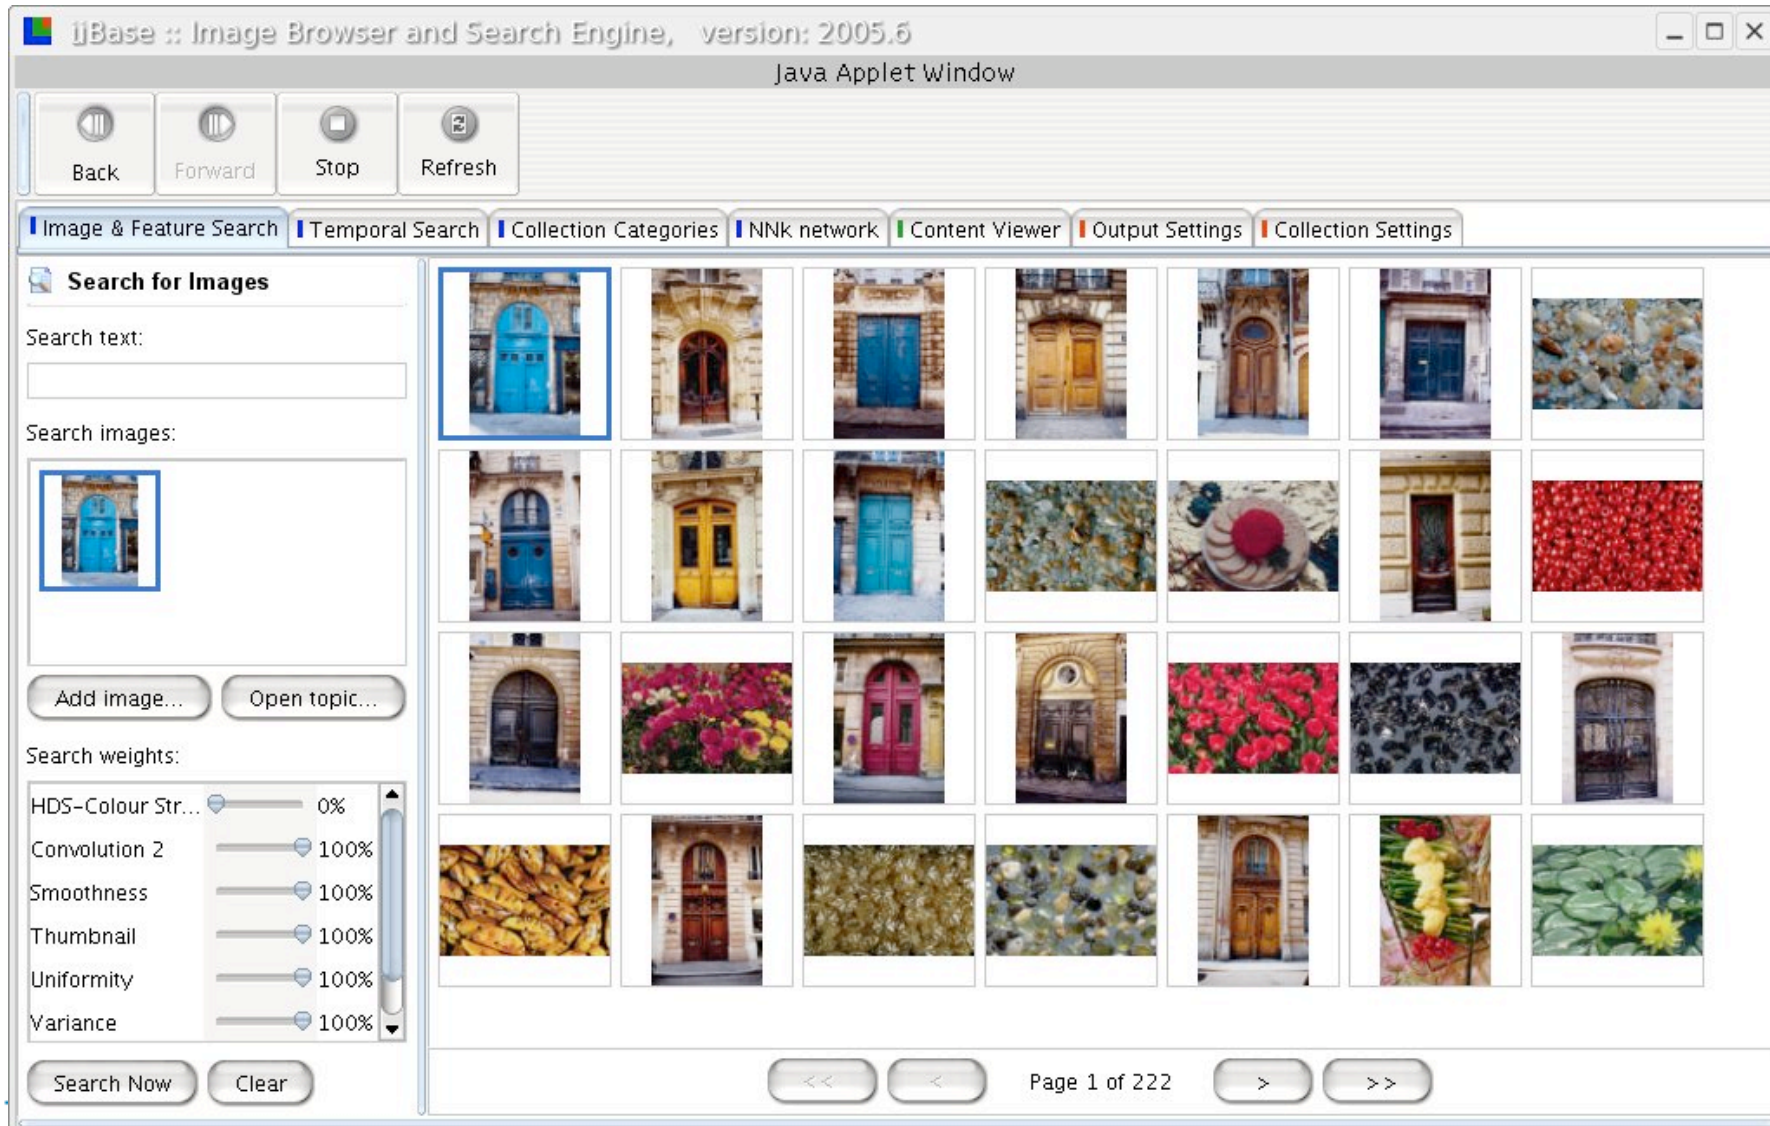 ijBase :: Image Browser and Search Engine, version: 2005.6
Java Applet Window
Back
Forward
Stop
Refresh
Image & Feature Search
Temporal Search
Collection Categories
NNk network
Content Viewer
Output Settings
Collection Settings
Search for Images
Search text:
Search images:
Add image...
Open topic...
Search weights:
HDS-Colour Str... 0%
Convolution 2 100%
Smoothness 100%
Thumbnail 100%
Uniformity 100%
Variance 100%
Search Now
Clear
<<
<
Page 1 of 222
>
>>